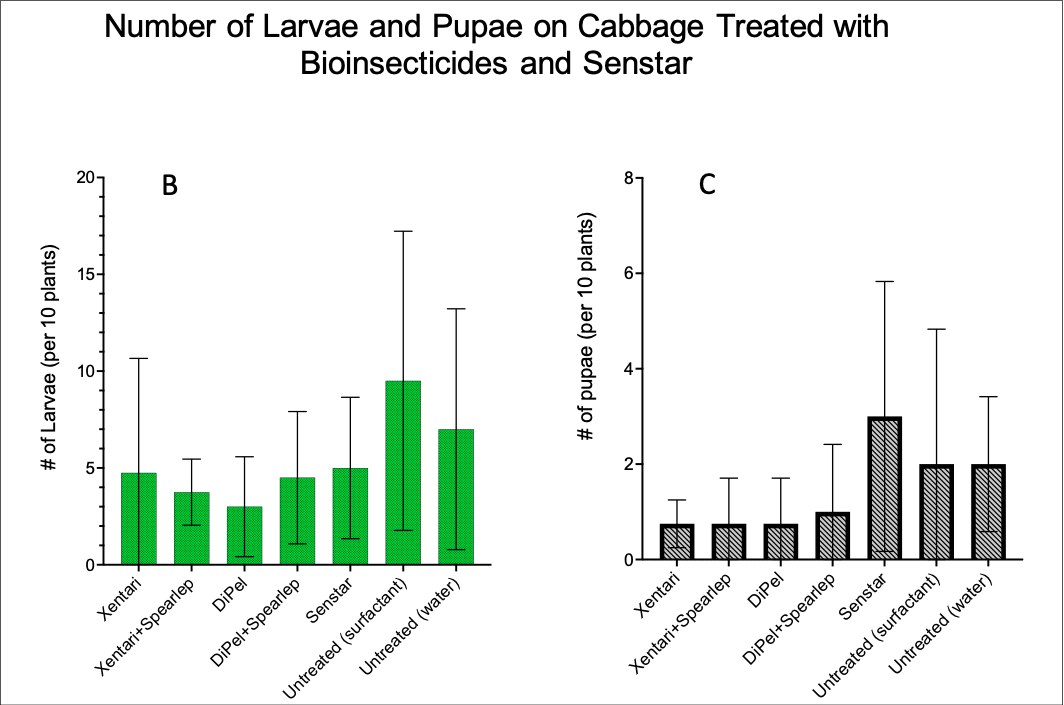 Number of Larvae and Pupae on Cabbage Treated with
Bioinsecticides and Senstar
B
# of Larvae (per 10 plants)
20
15
10
5
0
Xentari
Xentari+Spearlep
DiPel
DiPel+Spearlep
Senstar
Untreated (surfactant)
Untreated (water)
C
# of pupae (per 10 plants)
8
6
4
2
0
Xentari
Xentari+Spearlep
DiPel
DiPel+Spearlep
Senstar
Untreated (surfactant)
Untreated (water)